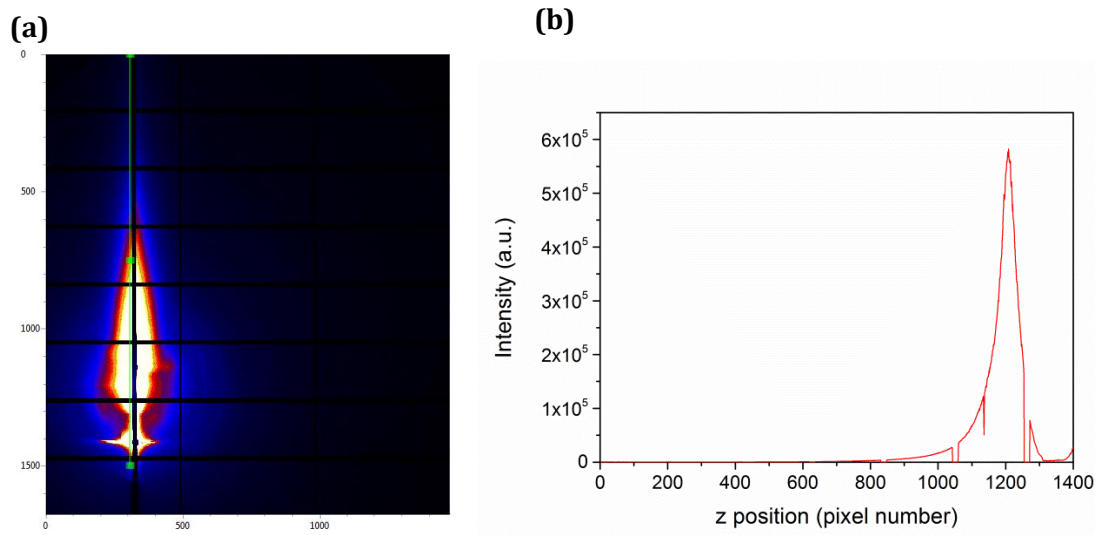 (a)
0
500
1000
1500
0
500
1000
(b)
Intensity (a.u.)
6x10⁵
5x10⁵
4x10⁵
3x10⁵
2x10⁵
1x10⁵
0
0 200 400 600 800 1000 1200 1400
z position (pixel number)